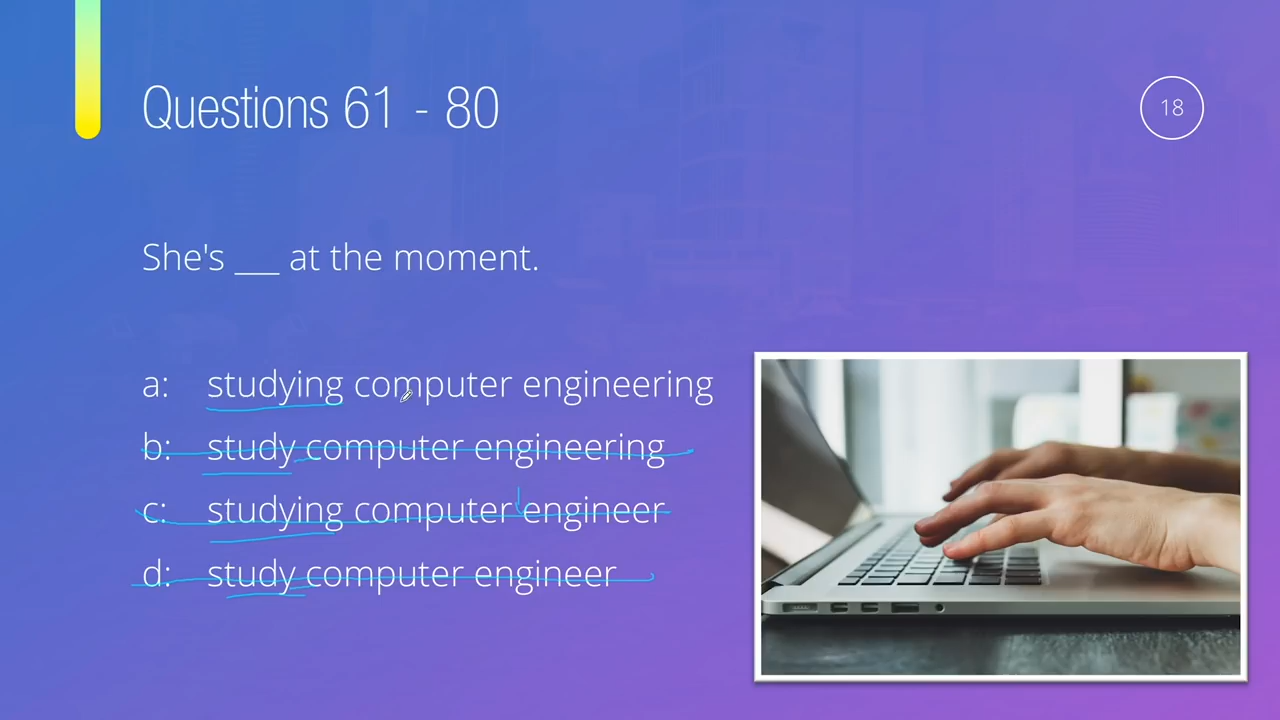 Questions 61 - 80
18
She's ___ at the moment.
a: studying computer engineering
b: study computer engineering
c: studying computer engineer
d: study computer engineer